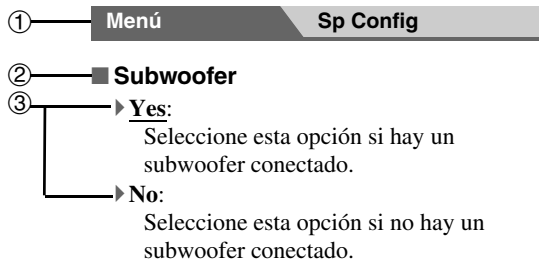 ① Menú Sp Config
② ■ Subwoofer
③ Yes:
Seleccione esta opción si hay un
subwoofer conectado.
No:
Seleccione esta opción si no hay un
subwoofer conectado.